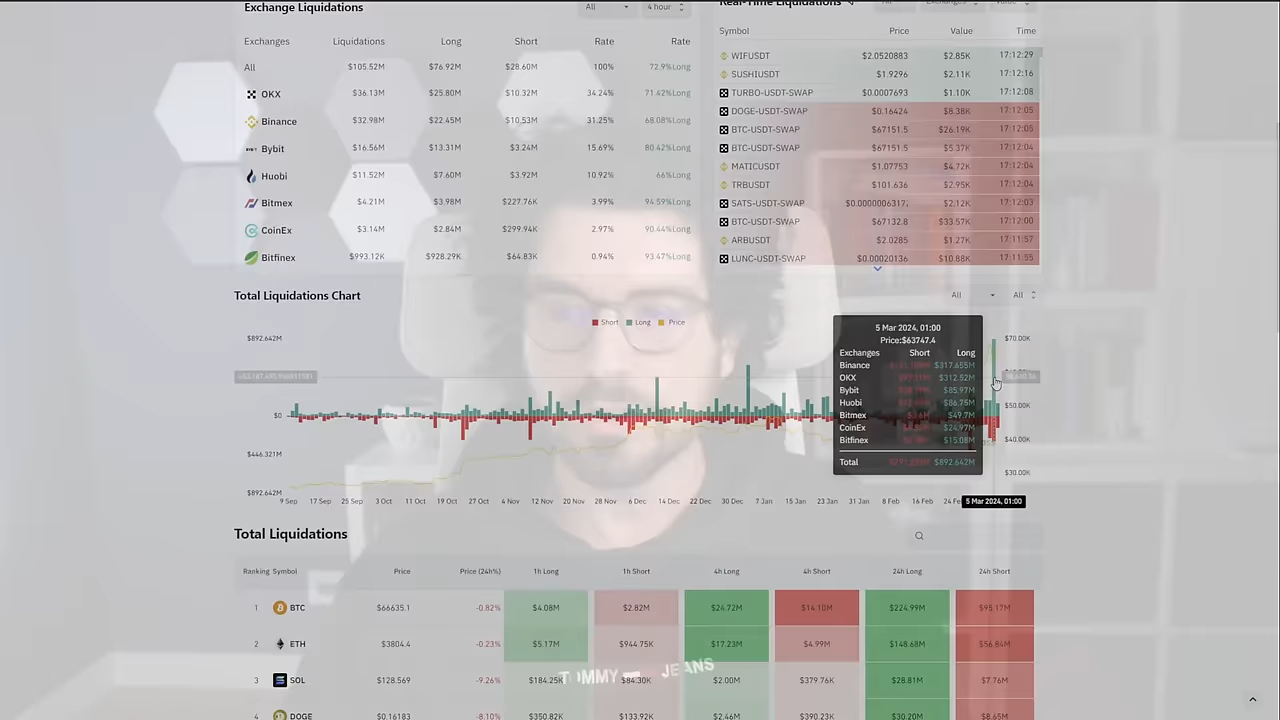 Exchange Liquidations
All 4 hour
Exchanges Liquidations Long Short Rate Rate
All $105.52M $76.92M $28.60M 100% 72.9%Long
OKX $36.13M $25.80M $10.32M 34.24% 71.42%Long
Binance $32.98M $22.45M $10.53M 31.25% 68.08%Long
Bybit $16.56M $13.31M $3.24M 15.69% 80.42%Long
Huobi $11.52M $7.60M $3.92M 10.92% 66%Long
Bitmex $4.21M $3.98M $227.76K 3.99% 94.59%Long
CoinEx $3.14M $2.84M $299.94K 2.97% 90.44%Long
Bitfinex $993.12K $928.29K $64.83K 0.94% 93.47%Long
Real-Time Liquidations
Symbol Price Value Time
WIFUSDT $2.0520883 $2.85K 17:12:29
SUSHIUSDT $1.9296 $2.11K 17:12:16
TURBO-USDT-SWAP $0.0007693 $1.10K 17:12:08
DOGE-USDT-SWAP $0.16424 $8.38K 17:12:05
BTC-USDT-SWAP $67151.5 $26.19K 17:12:05
BTC-USDT-SWAP $67151.5 $3.37K 17:12:04
MATICUSDT $1.07753 $4.72K 17:12:04
TRBUSDT $101.636 $2.95K 17:12:04
SATS-USDT-SWAP $2.12K 17:12:03
BTC-USDT-SWAP $67132.8 $33.57K 17:12:00
ARBUSDT $2.0285 $1.27K 17:11:57
LUNC-USDT-SWAP $0.00020136 $10.88K 17:11:55
Total Liquidations Chart
All All
Short Long Price
$892.642M
$0
$446.321M
$892.642M
$70.00K
$50.00K
$40.00K
$30.00K
5 Mar 2024, 01:00
Price:$63747.4
Exchanges Short Long
Binance $317.655M
OKX $312.52M
Bybit $85.97M
Huobi $86.75M
Bitmex $49.7M
CoinEx $24.97M
Bitfinex $15.08M
Total $892.642M
9 Sep 17 Sep 25 Sep 3 Oct 11 Oct 19 Oct 27 Oct 4 Nov 12 Nov 20 Nov 28 Nov 6 Dec 14 Dec 22 Dec 30 Dec 7 Jan 15 Jan 23 Jan 31 Jan 8 Feb 16 Feb 24 Fe 5 Mar 2024, 01:00
Total Liquidations
Ranking Symbol Price Price (24h%) 1h Long 1h Short 4h Long 4h Short 24h Long 24h Short
1 BTC $66635.1 -0.82% $4.08M $2.82M $24.72M $14.10M $224.99M $95.17M
2 ETH $3804.4 -0.23% $5.17M $944.75K $17.23M $4.99M $148.68M $56.84M
3 SOL $128.569 -9.26% $184.25K $84.30K $2.00M $379.76K $28.81M $7.76M
TOMMY JEANS
4 DOGE $0.16183 -8.10% $350.82K $133.92K $2.46M $390.23K $30.20M $8.65M